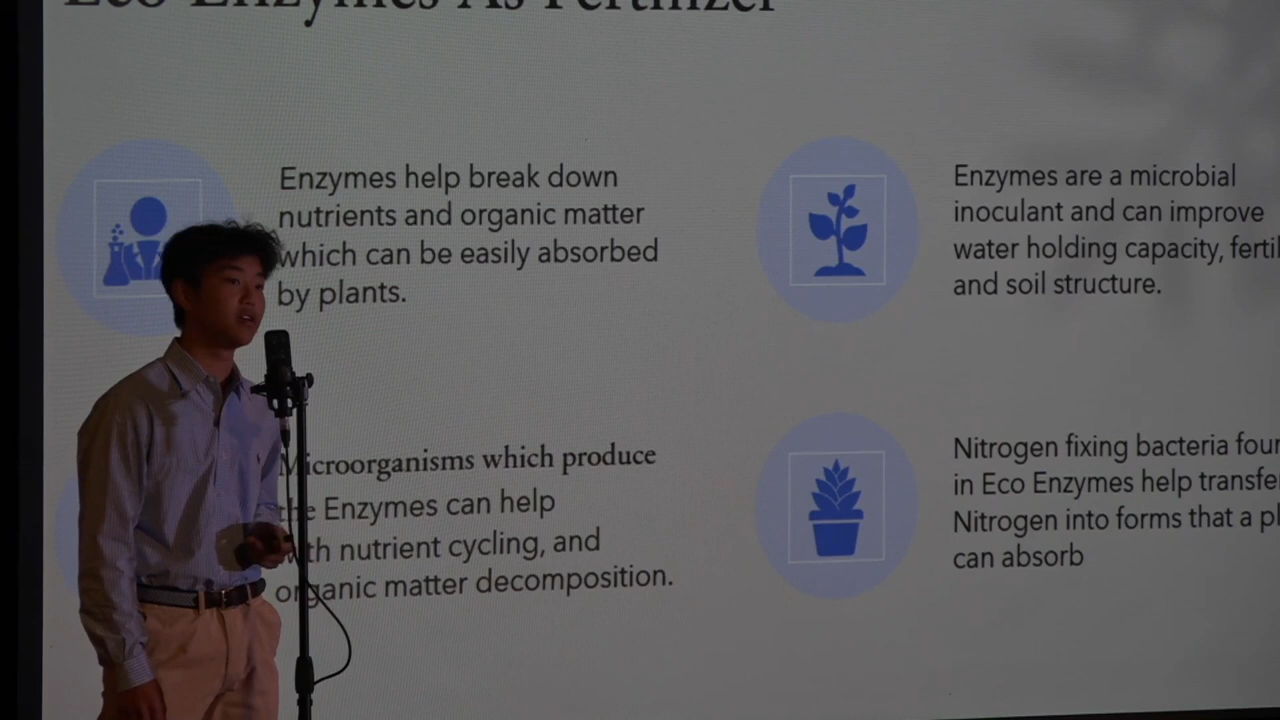 Eco Enzymes As Fertilizer
Enzymes help break down
nutrients and organic matter
which can be easily absorbed
by plants.
Enzymes are a microbial
inoculant and can improve
water holding capacity, fertil
and soil structure.
Microorganisms which produce
the Enzymes can help
with nutrient cycling, and
organic matter decomposition.
Nitrogen fixing bacteria foun
in Eco Enzymes help transfe
Nitrogen into forms that a pl
can absorb